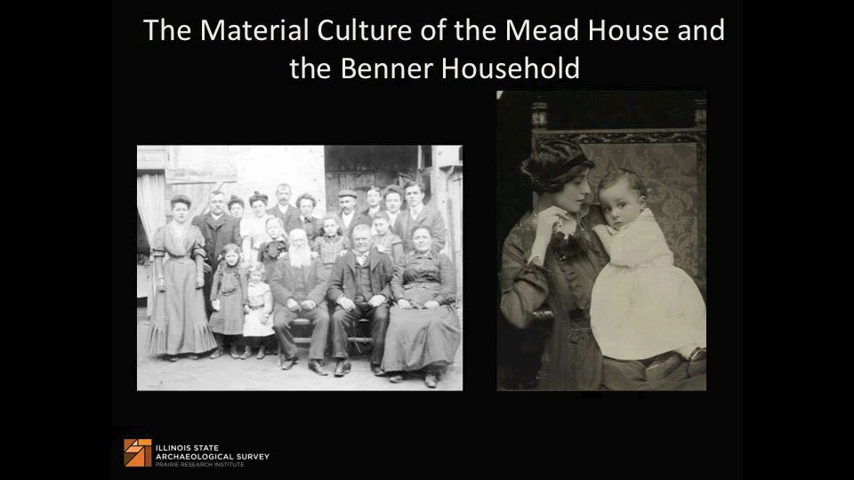 The Material Culture of the Mead House and
the Benner Household
ILLINOIS STATE
ARCHAEOLOGICAL SURVEY
PRAIRIE RESEARCH INSTITUTE